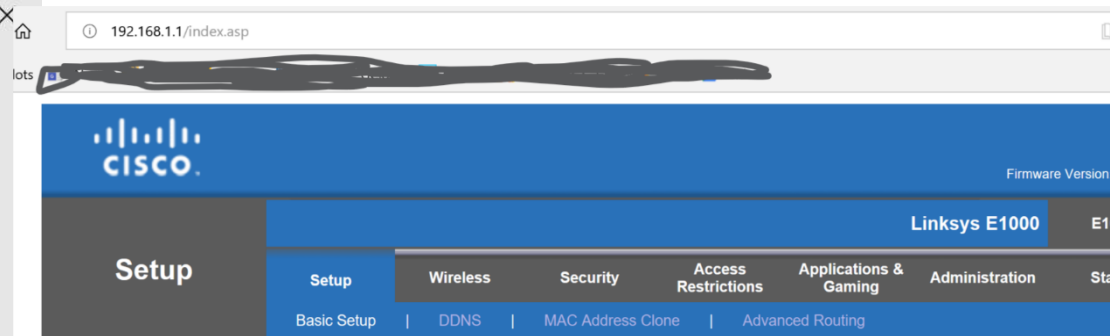 192.168.1.1/index.asp
lots
CISCO.
Firmware Version
Linksys E1000 E1
Setup
Setup Wireless Security Access Restrictions Applications & Gaming Administration Sta
Basic Setup | DDNS | MAC Address Clone | Advanced Routing